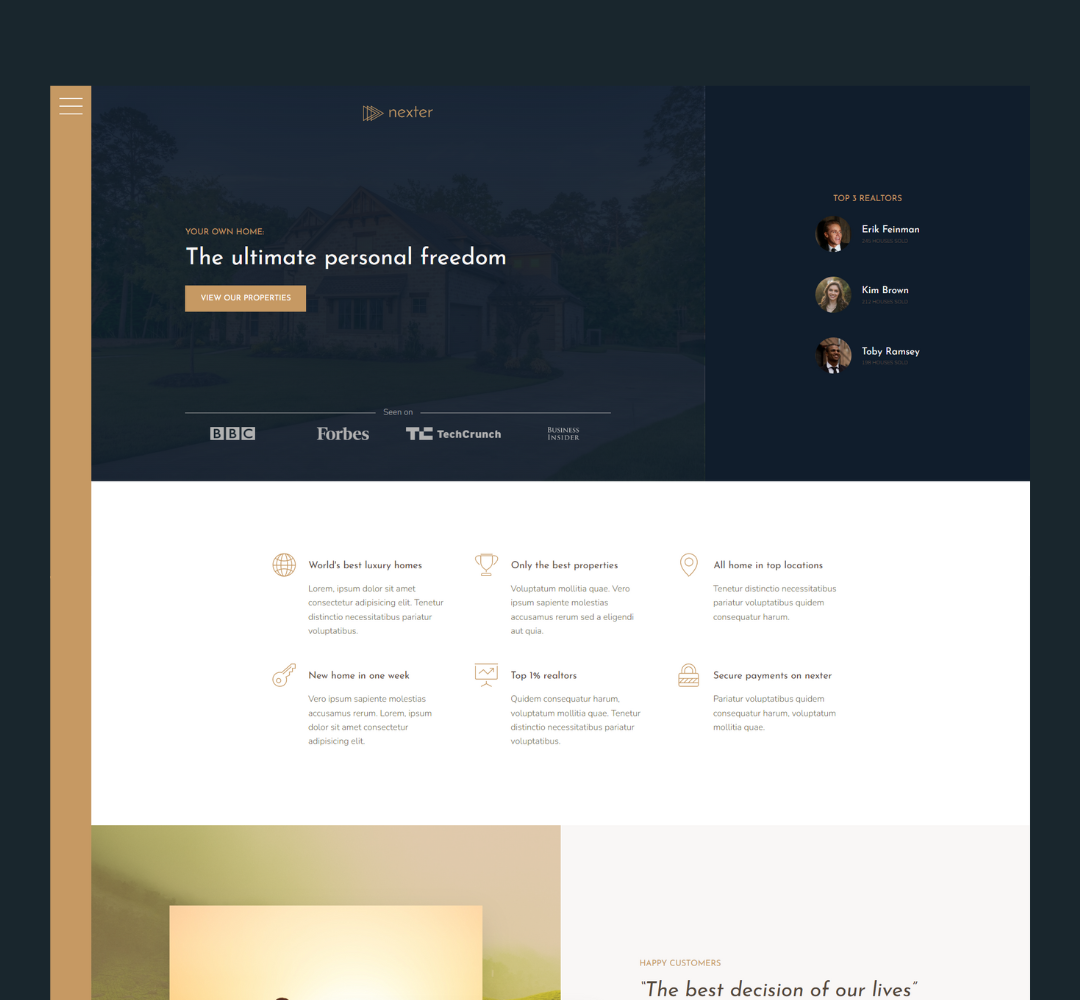 nexter
YOUR OWN HOME:
The ultimate personal freedom
VIEW OUR PROPERTIES
Seen on
BBC
Forbes
TC TechCrunch
BUSINESS
INSIDER
TOP 3 REALTORS
Erik Feinman
245 HOUSES SOLD
Kim Brown
212 HOUSES SOLD
Toby Ramsey
198 HOUSES SOLD
World's best luxury homes
Lorem, ipsum dolor sit amet
consectetur adipisicing elit. Tenetur
distinctio necessitatibus pariatur
voluptatibus.
Only the best properties
Voluptatum mollitia quae. Vero
ipsum sapiente molestias
accusamus rerum sed a eligendi
aut quia.
All home in top locations
Tenetur distinctio necessitatibus
pariatur voluptatibus quidem
consequatur harum.
New home in one week
Vero ipsum sapiente molestias
accusamus rerum. Lorem, ipsum
dolor sit amet consectetur
adipisicing elit.
Top 1% realtors
Quidem consequatur harum,
voluptatum mollitia quae. Tenetur
distinctio necessitatibus pariatur
voluptatibus.
Secure payments on nexter
Pariatur voluptatibus quidem
consequatur harum, voluptatum
mollitia quae.
HAPPY CUSTOMERS
"The best decision of our lives"